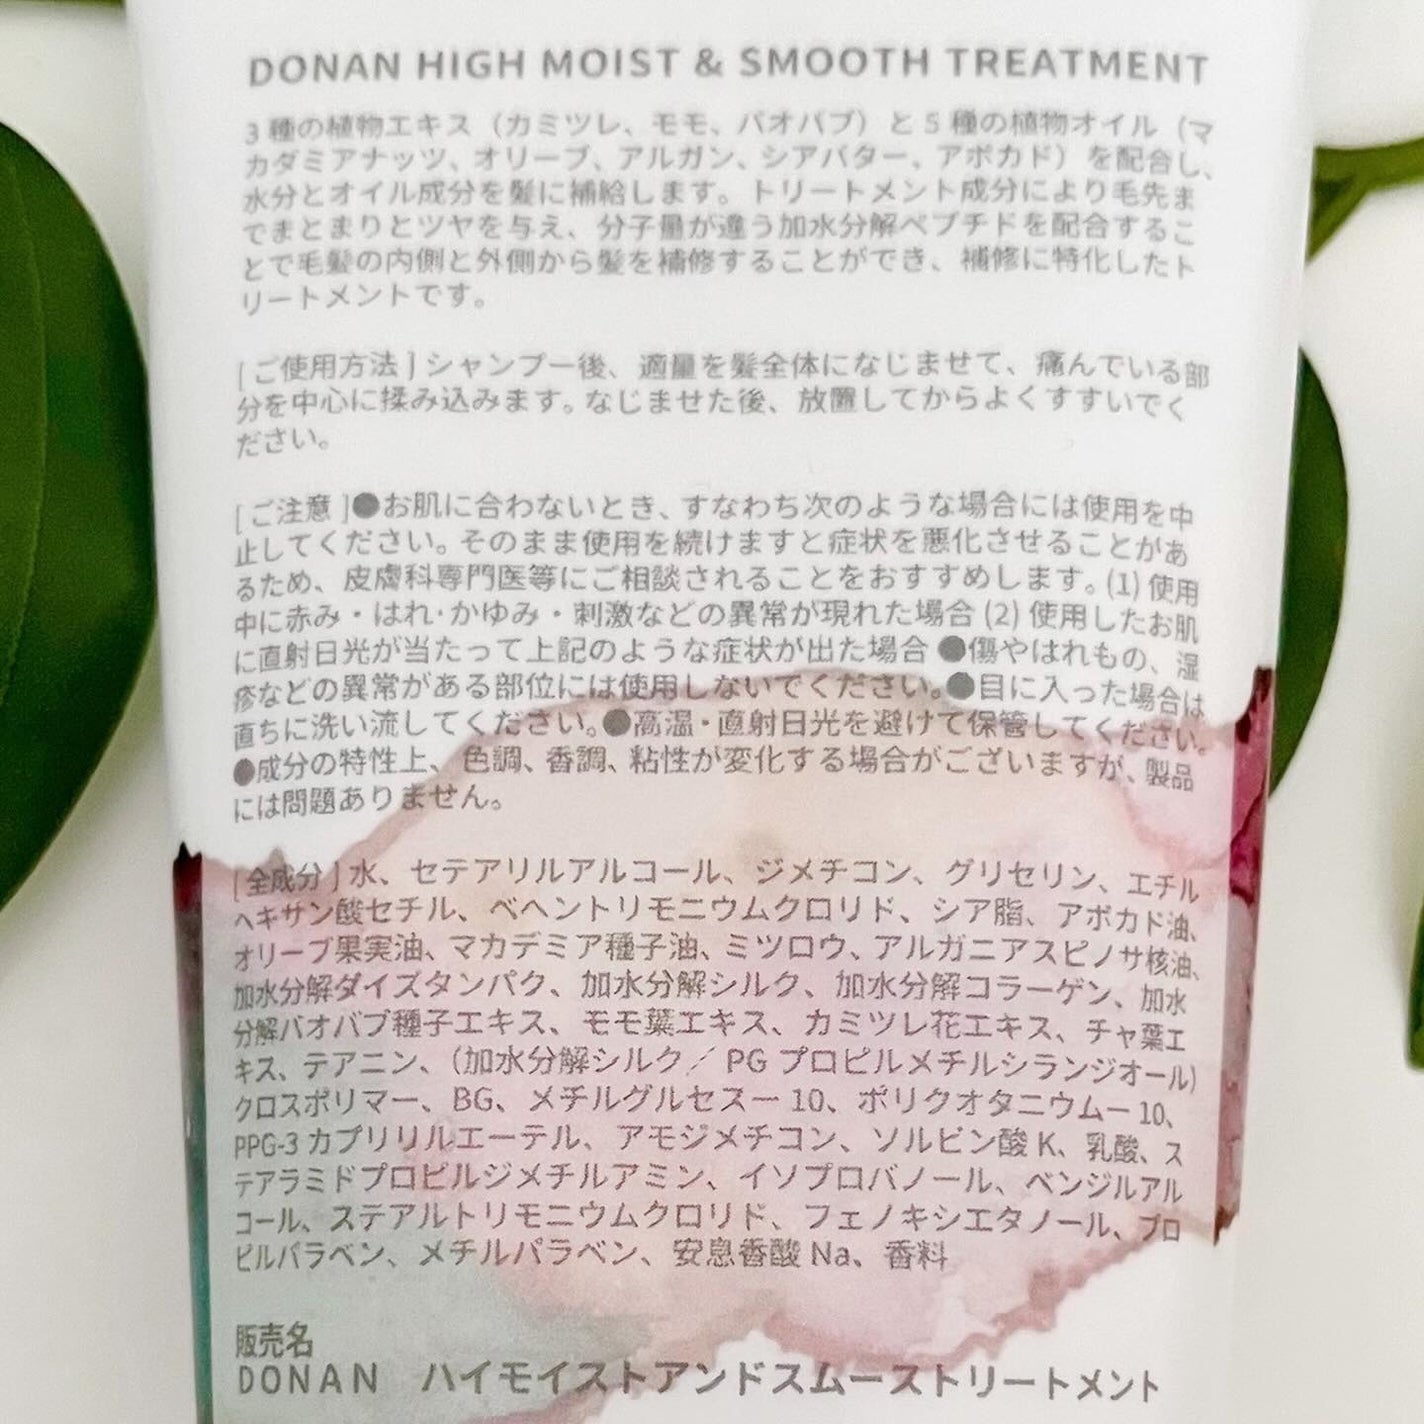 DONAN HIGH MOIST & SMOOTH TREATMENT
3種の植物エキス（カミツレ、モモ、バオバブ）と5種の植物オイル（マ
カダミアナッツ、オリーブ、アルガン、シアバター、アボカド）を配合し、
水分とオイル成分を髪に補給します。トリートメント成分により毛先ま
でまとまりとツヤを与え、分子量が違う加水分解ペプチドを配合するこ
とで毛髪の内側と外側から髪を補修することができ、補修に特化したト
リートメントです。
[ご使用方法]シャンプー後、適量を髪全体になじませて、痛んでいる部
分を中心に揉み込みます。なじませた後、放置してからよくすすいでく
ださい。
[ご注意]●お肌に合わないとき、すなわち次のような場合には使用を中
止してください。そのまま使用を続けますと症状を悪化させることがあ
るため、皮膚科専門医等にご相談されることをおすすめします。(1)使用
中に赤み・はれ・かゆみ・刺激などの異常が現れた場合(2)使用したお肌
に直射日光が当たって上記のような症状が出た場合●傷やはれもの、湿
疹などの異常がある部位には使用しないでください。●目に入った場合は
直ちに洗い流してください。●高温・直射日光を避けて保管してください。
●成分の特性上、色調、香調、粘性が変化する場合がございますが、製品
には問題ありません。
[全成分]水、セテアリルアルコール、ジメチコン、グリセリン、エチル
ヘキサン酸セチル、ベヘントリモニウムクロリド、シア脂、アボカド油、
オリーブ果実油、マカデミア種子油、ミツロウ、アルガニアスピノサ核油、
加水分解ダイズタンパク、加水分解シルク、加水分解コラーゲン、加水
分解バオバブ種子エキス、モモ葉エキス、カミツレ花エキス、チャ葉エ
キス、テアニン、(加水分解シルク／PGプロピルメチルシランジオール)
クロスポリマー、BG、メチルグルセスー10、ポリクオタニウムー10、
PPG-3カプリリルエーテル、アモジメチコン、ソルビン酸K、乳酸、ス
テアラミドプロピルジメチルアミン、イソプロパノール、ベンジルアル
コール、ステアルトリモニウムクロリド、フェノキシエタノール、プロ
ピルパラベン、メチルパラベン、安息香酸Na、香料
販売名
DONAN ハイモイストアンドスムーストリートメント